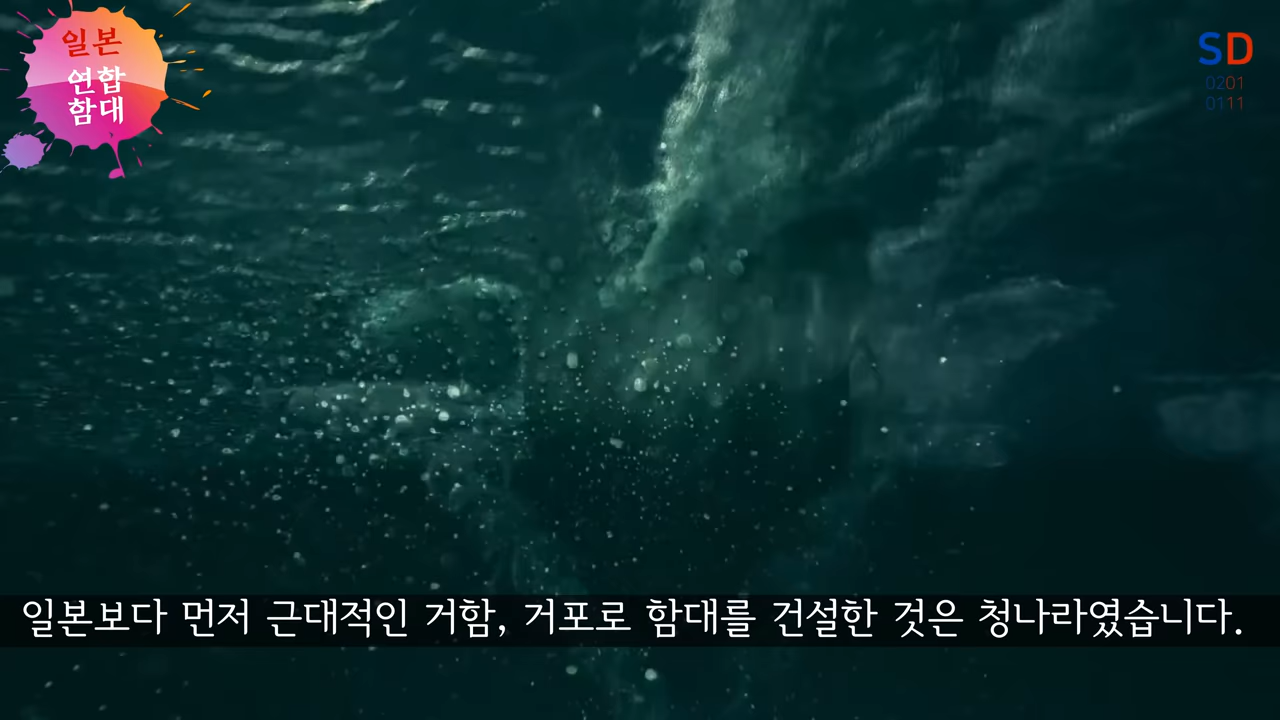 일본
연합
함대
SD
0201
0111
일본보다 먼저 근대적인 거함, 거포로 함대를 건설한 것은 청나라였습니다.